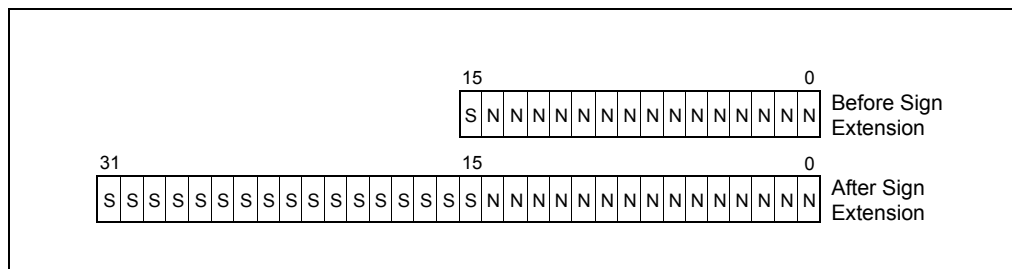 15 0
S N N N N N N N N N N N N N N N Before Sign
Extension
31 15 0
S S S S S S S S S S S S S S S S S N N N N N N N N N N N N N N N After Sign
Extension